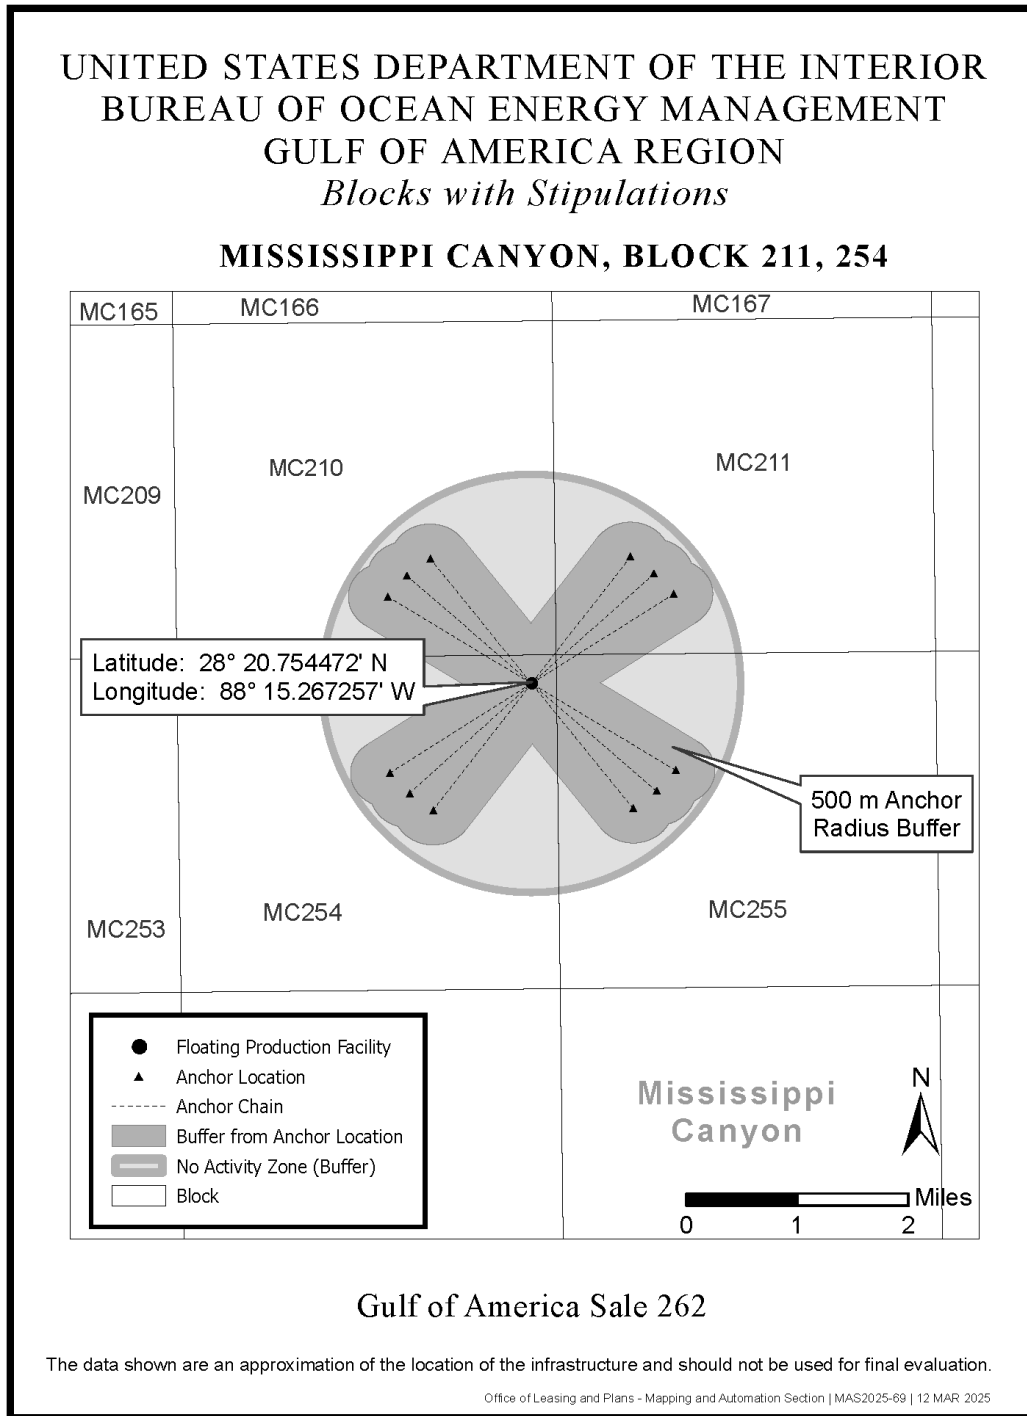 UNITED STATES DEPARTMENT OF THE INTERIOR
BUREAU OF OCEAN ENERGY MANAGEMENT
GULF OF AMERICA REGION
Blocks with Stipulations
MISSISSIPPI CANYON, BLOCK 211, 254
MC165
MC166
MC167
MC210
MC211
MC209
Latitude: 28° 20.754472' N
Longitude: 88° 15.267257' W
500 m Anchor
Radius Buffer
MC254
MC255
MC253
Floating Production Facility
Anchor Location
Anchor Chain
Buffer from Anchor Location
No Activity Zone (Buffer)
Block
Mississippi
Canyon
N
Miles
0 1 2
Gulf of America Sale 262
The data shown are an approximation of the location of the infrastructure and should not be used for final evaluation.
Office of Leasing and Plans - Mapping and Automation Section | MAS2025-69 | 12 MAR 2025